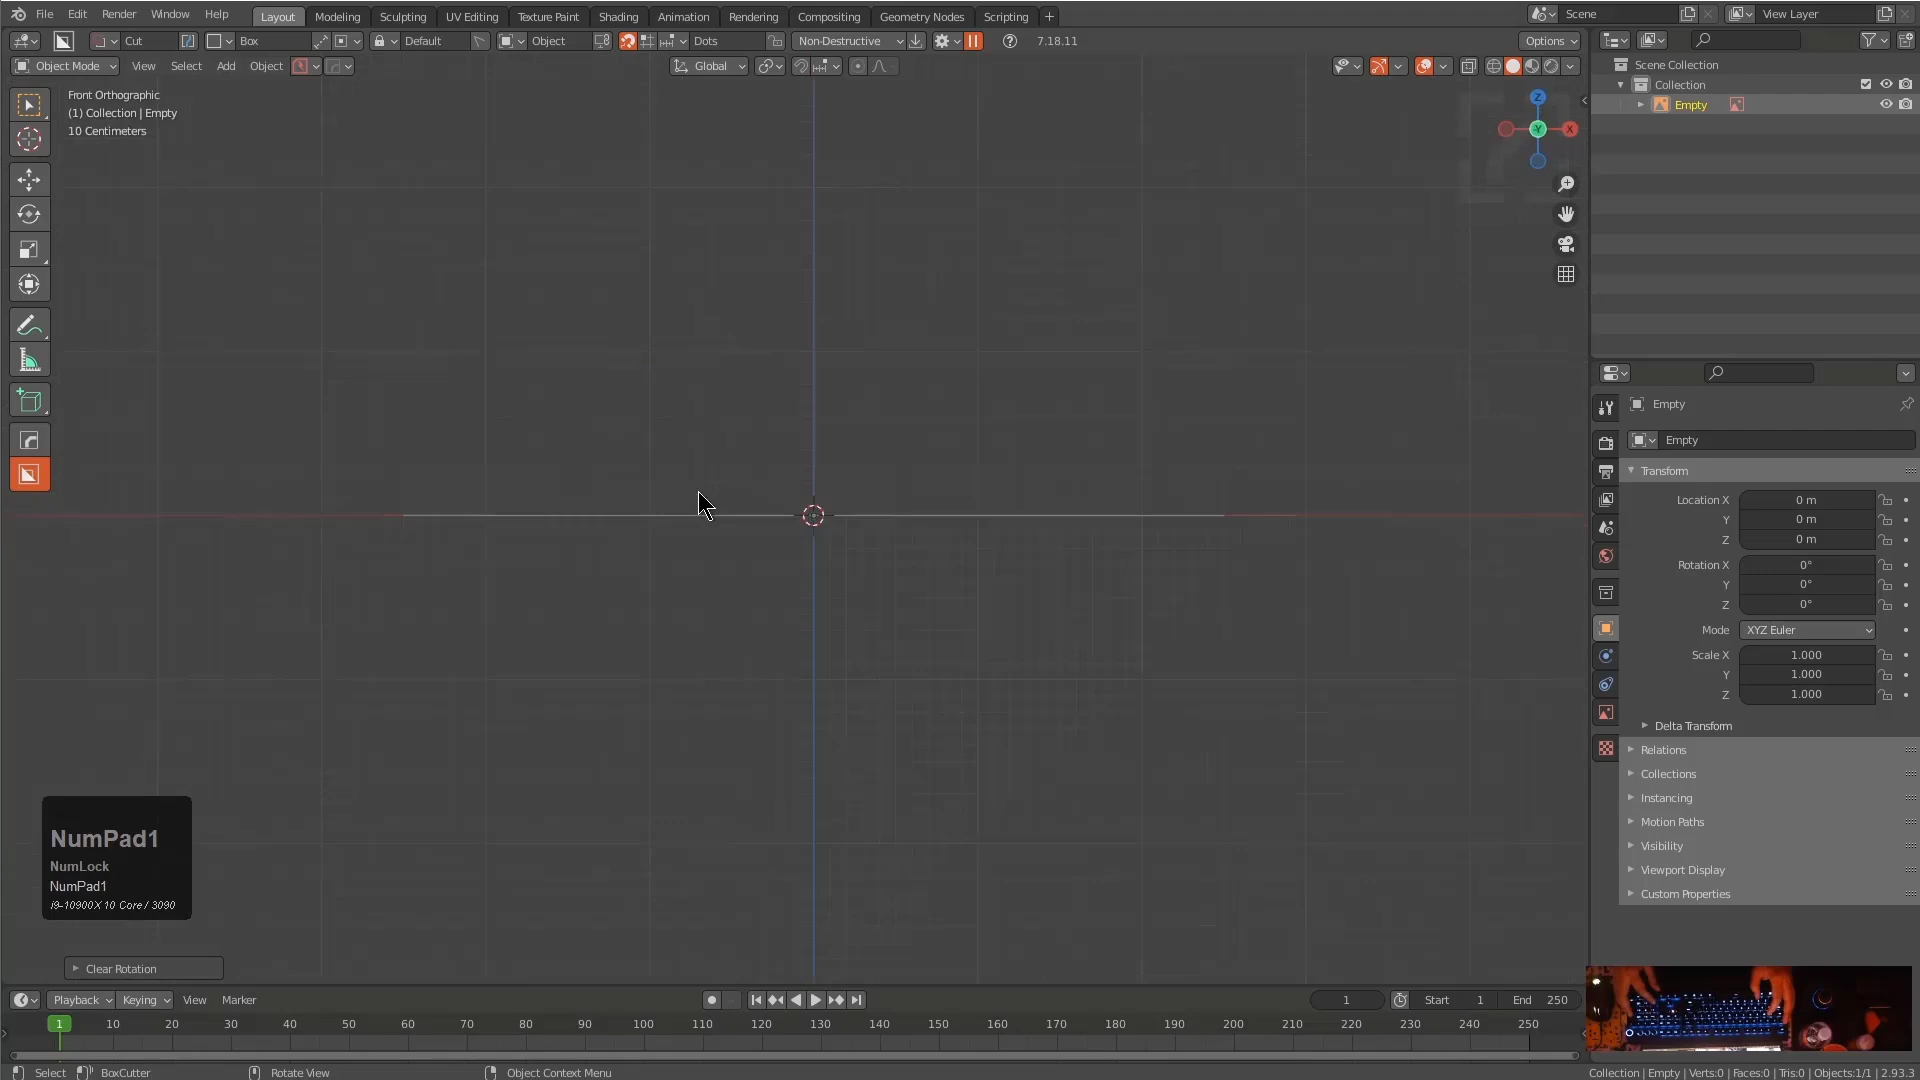 File Edit Render Window Help
Layout Modeling Sculpting UV Editing Texture Paint Shading Animation Rendering Compositing Geometry Nodes Scripting +
Scene View Layer
Cut Box Default Object Dots Non-Destructive 7.18.11 Options
Object Mode View Select Add Object Global
Front Orthographic
(1) Collection | Empty
10 Centimeters
Z
Y
X
Scene Collection
Collection
Empty
Empty
Empty
Transform
Location X 0 m
Y 0 m
Z 0 m
Rotation X 0°
Y 0°
Z 0°
Mode XYZ Euler
Scale X 1.000
Y 1.000
Z 1.000
Delta Transform
Relations
Collections
Instancing
Motion Paths
Visibility
Viewport Display
Custom Properties
NumPad1
NumLock
NumPad1
i9-10900X 10 Core / 3090
Clear Rotation
Playback Keying View Marker
1 Start 1 End 250
1 10 20 30 40 50 60 70 80 90 100 110 120 130 140 150 160 170 180 190 200 210 220 230 240 250
Select BoxCutter Rotate View Object Context Menu
Collection | Empty | Verts:0 | Faces:0 | Tris:0 | Objects:1/1 | 2.93.3